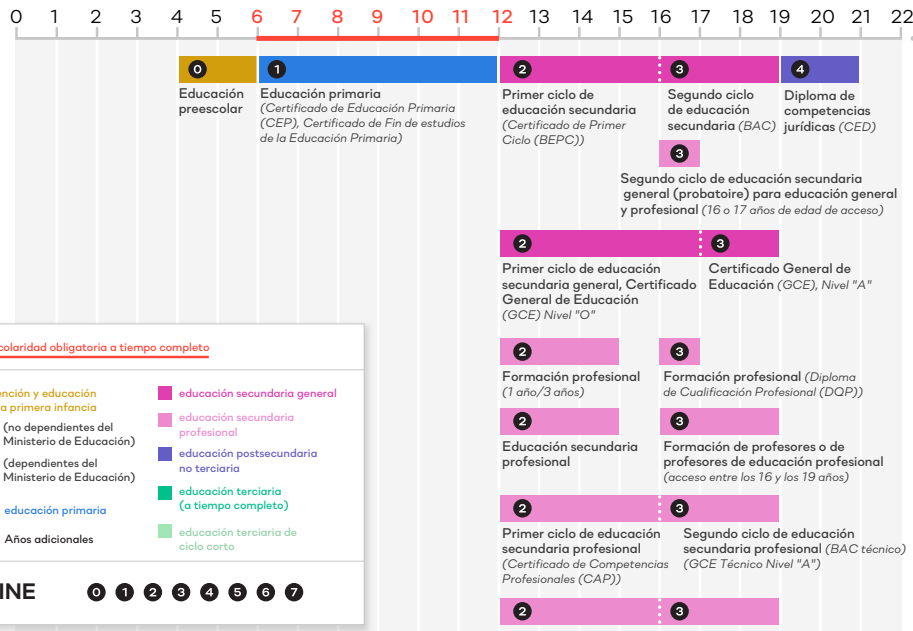 0 1 2 3 4 5 6 7 8 9 10 11 12 13 14 15 16 17 18 19 20 21 22
0 1 2 3 4
Educación
preescolar
Educación primaria
(Certificado de Educación Primaria
(CEP), Certificado de Fin de estudios
de la Educación Primaria)
Primer ciclo de
educación secundaria
(Certificado de Primer
Ciclo (BEPC))
Segundo ciclo
de educación
secundaria (BAC)
Diploma de
competencias
jurídicas (CED)
3
Segundo ciclo de educación secundaria
general (probatoire) para educación general
y profesional (16 o 17 años de edad de acceso)
2 3
Primer ciclo de educación
secundaria general, Certificado
General de Educación
(GCE) Nivel "O"
Certificado General de
Educación (GCE), Nivel "A"
2 3
Formación profesional
(1 año/3 años)
Formación profesional (Diploma
de Cualificación Profesional (DQP))
2 3
Educación secundaria
profesional
Formación de profesores o de
profesores de educación profesional
(acceso entre los 16 y los 19 años)
2 3
Primer ciclo de educación
secundaria profesional
(Certificado de Competencias
Profesionales (CAP))
Segundo ciclo de educación
secundaria profesional (BAC técnico)
(GCE Técnico Nivel "A")
2 3
colaridad obligatoria a tiempo completo
nción y educación
a primera infancia
(no dependientes del
Ministerio de Educación)
(dependientes del
Ministerio de Educación)
educación primaria
Años adicionales
educación secundaria general
educación secundaria
profesional
educación postsecundaria
no terciaria
educación terciaria
(a tiempo completo)
educación terciaria de
ciclo corto
INE 0 1 2 3 4 5 6 7